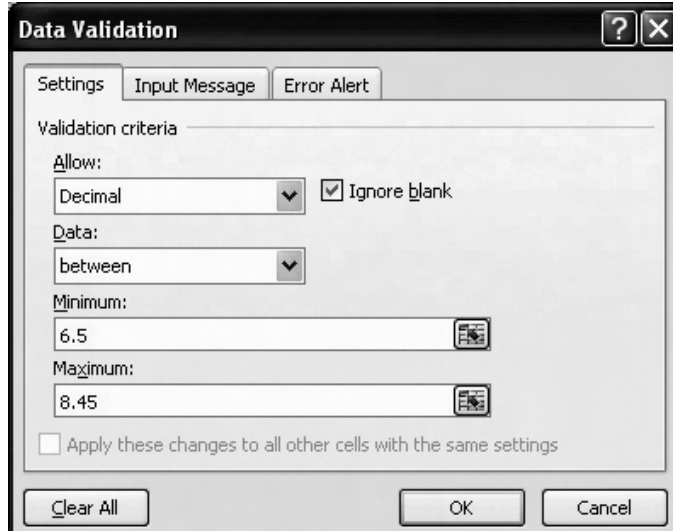 Data Validation
Settings Input Message Error Alert
Validation criteria
Allow:
Decimal Ignore blank
Data:
between
Minimum:
6.5
Maximum:
8.45
Apply these changes to all other cells with the same settings
Clear All OK Cancel